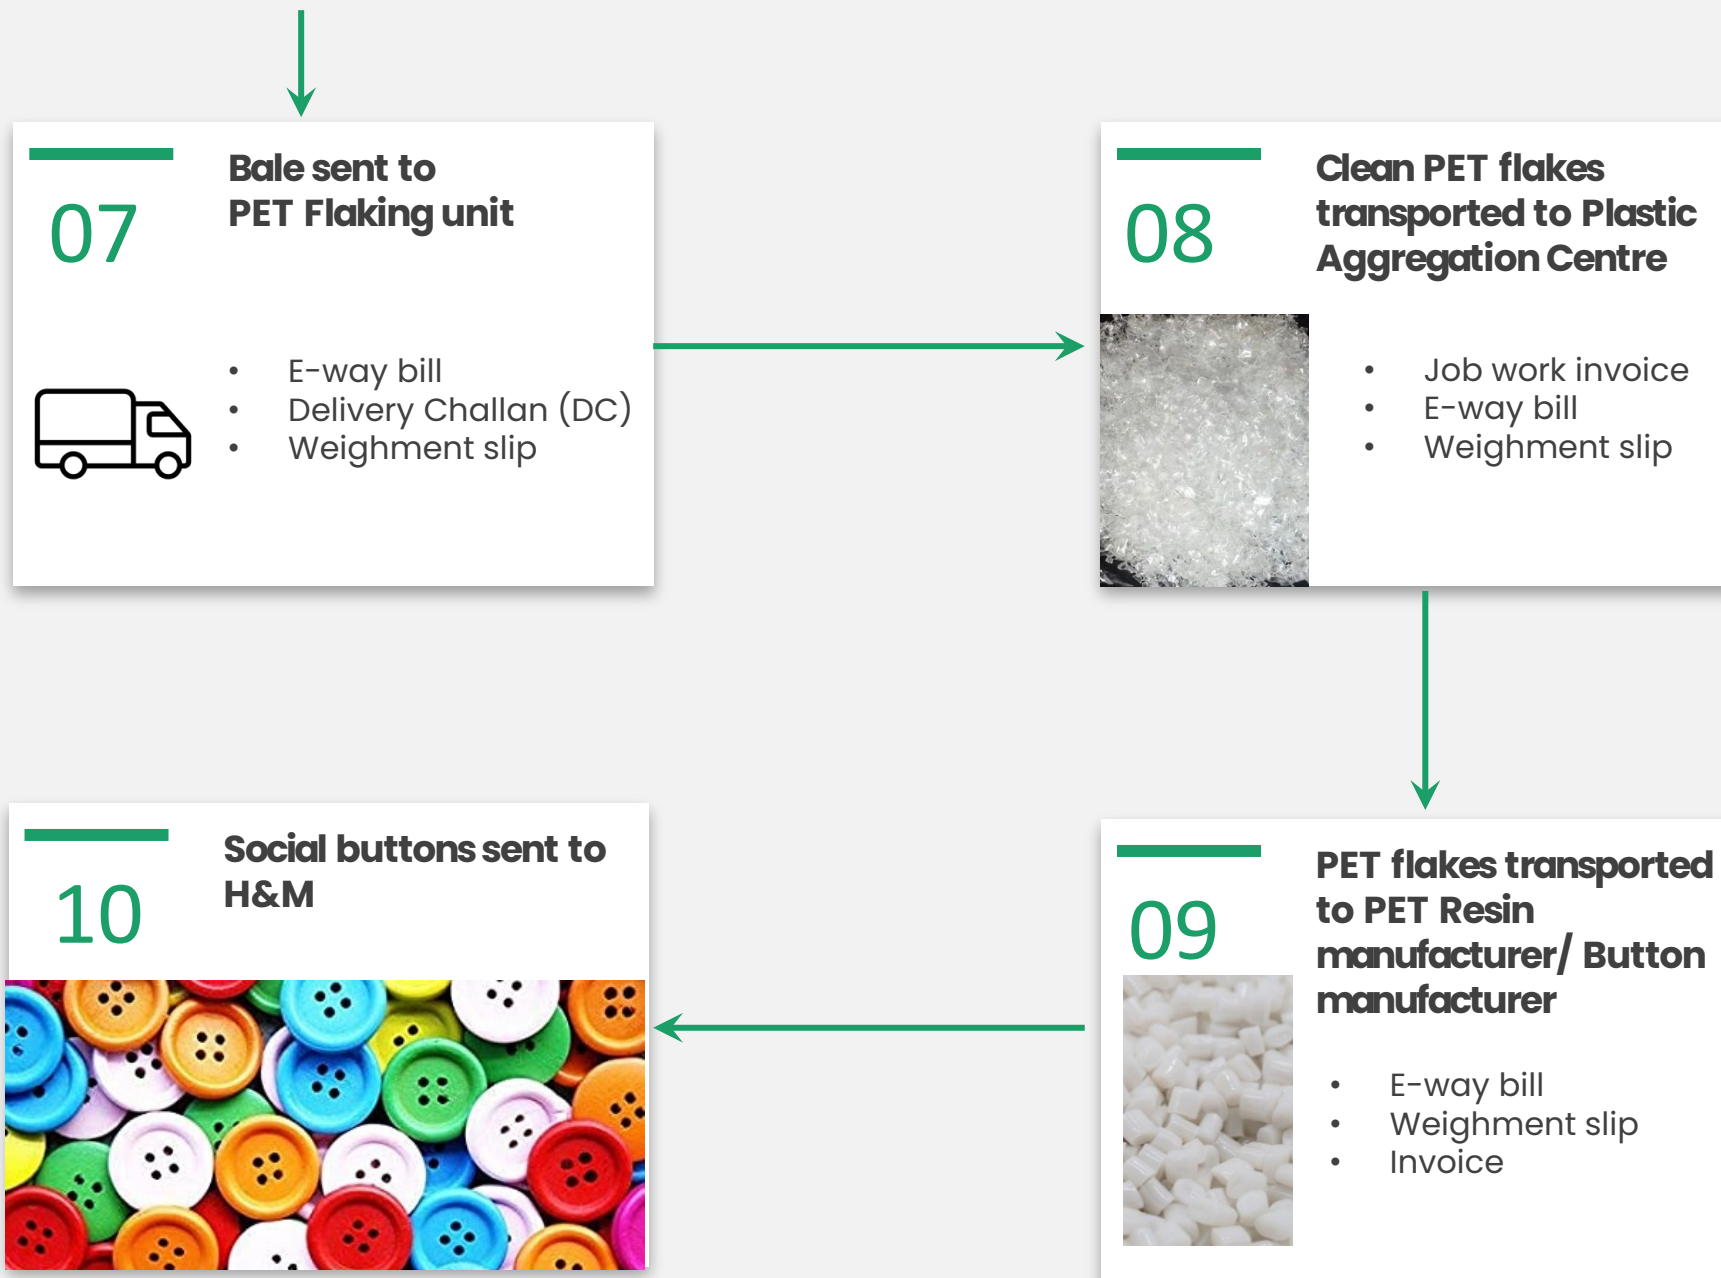 07
Bale sent to
PET Flaking unit
• E-way bill
• Delivery Challan (DC)
• Weighment slip
08
Clean PET flakes
transported to Plastic
Aggregation Centre
• Job work invoice
• E-way bill
• Weighment slip
09
PET flakes transported
to PET Resin
manufacturer/ Button
manufacturer
• E-way bill
• Weighment slip
• Invoice
10
Social buttons sent to
H&M